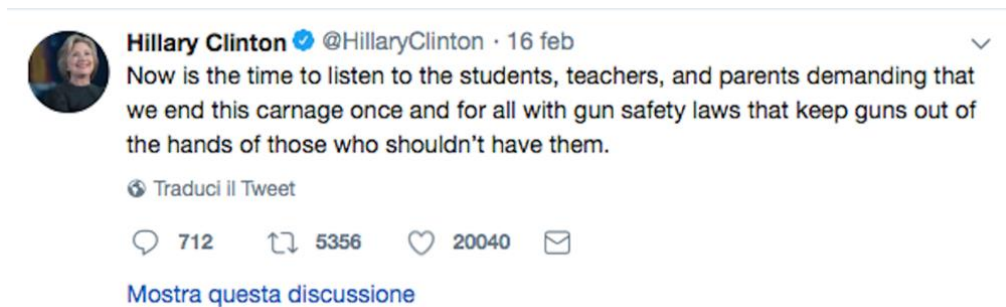 Hillary Clinton @HillaryClinton · 16 feb
Now is the time to listen to the students, teachers, and parents demanding that
we end this carnage once and for all with gun safety laws that keep guns out of
the hands of those who shouldn't have them.
Traduci il Tweet
712 5356 20040
Mostra questa discussione